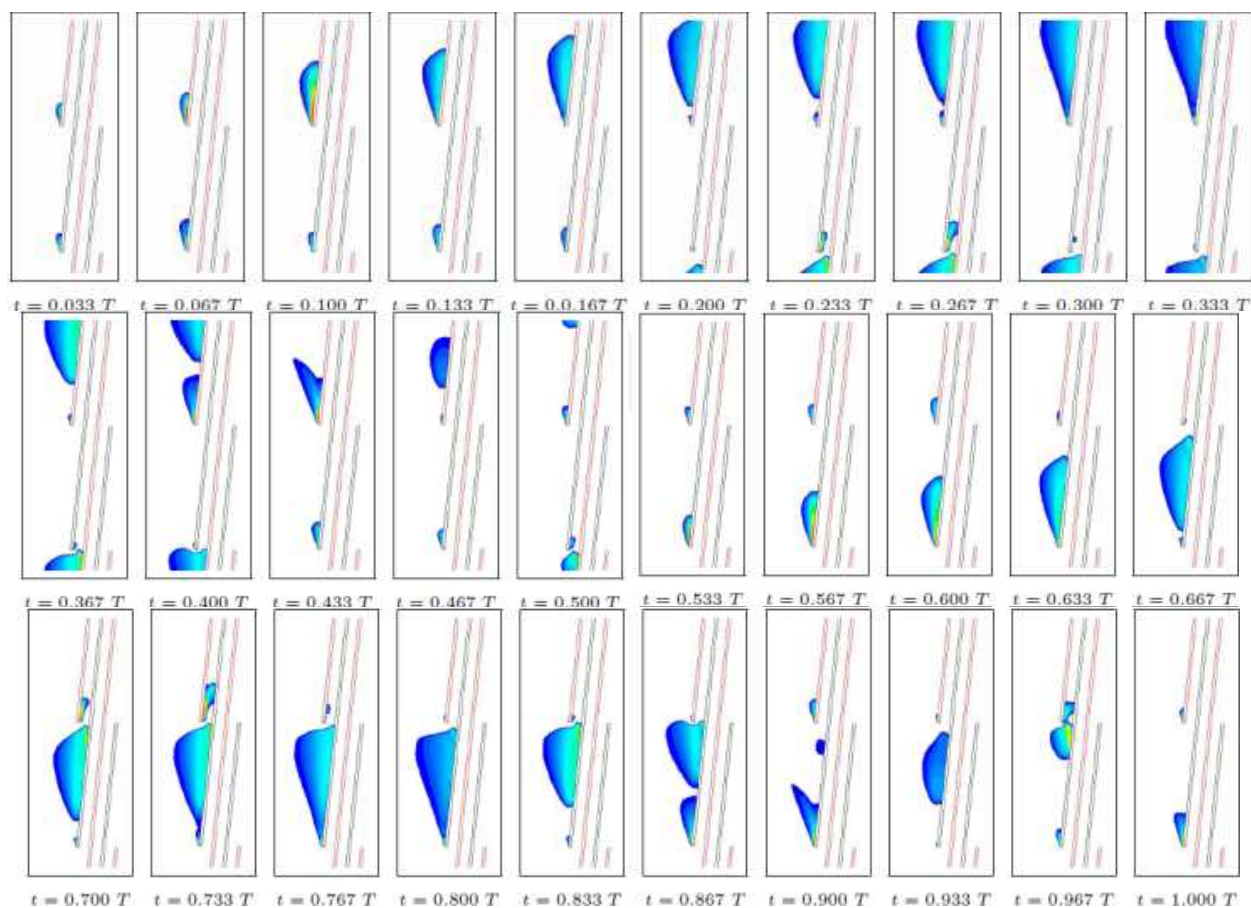 t = 0.033 T t = 0.067 T t = 0.100 T t = 0.133 T t = 0.0.167 T t = 0.200 T t = 0.233 T t = 0.267 T t = 0.300 T t = 0.333 T
t = 0.367 T t = 0.400 T t = 0.433 T t = 0.467 T t = 0.500 T t = 0.533 T t = 0.567 T t = 0.600 T t = 0.633 T t = 0.667 T
t = 0.700 T t = 0.733 T t = 0.767 T t = 0.800 T t = 0.833 T t = 0.867 T t = 0.900 T t = 0.933 T t = 0.967 T t = 1.000 T